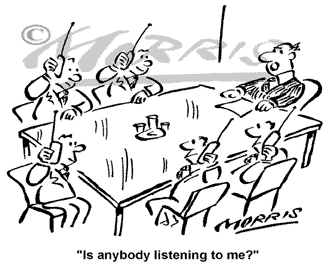 © MORRIS
MORRIS
"Is anybody listening to me?"